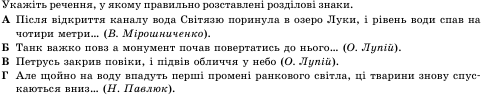 Укажіть речення, у якому правильно розставлені розділові знаки.
А Після відкриття каналу вода Світязю поринула в озеро Луки, і рівень води спав на
чотири метри... (В. Мірошниченко).
Б Танк важко повз а монумент почав повертатись до нього... (О. Лупій).
В Петрусь закрив повіки, і підвів обличчя у небо (О. Лупій).
Г Але щойно на воду впадуть перші промені ранкового світла, ці тварини знову спус-
каються вниз... (Н. Павлюк).